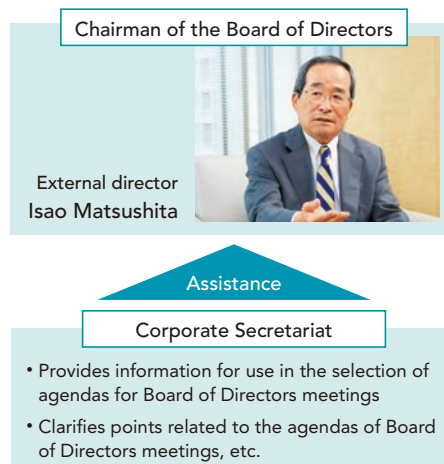 Chairman of the Board of Directors
External director
Isao Matsushita
Assistance
Corporate Secretariat
• Provides information for use in the selection of
agendas for Board of Directors meetings
• Clarifies points related to the agendas of Board
of Directors meetings, etc.